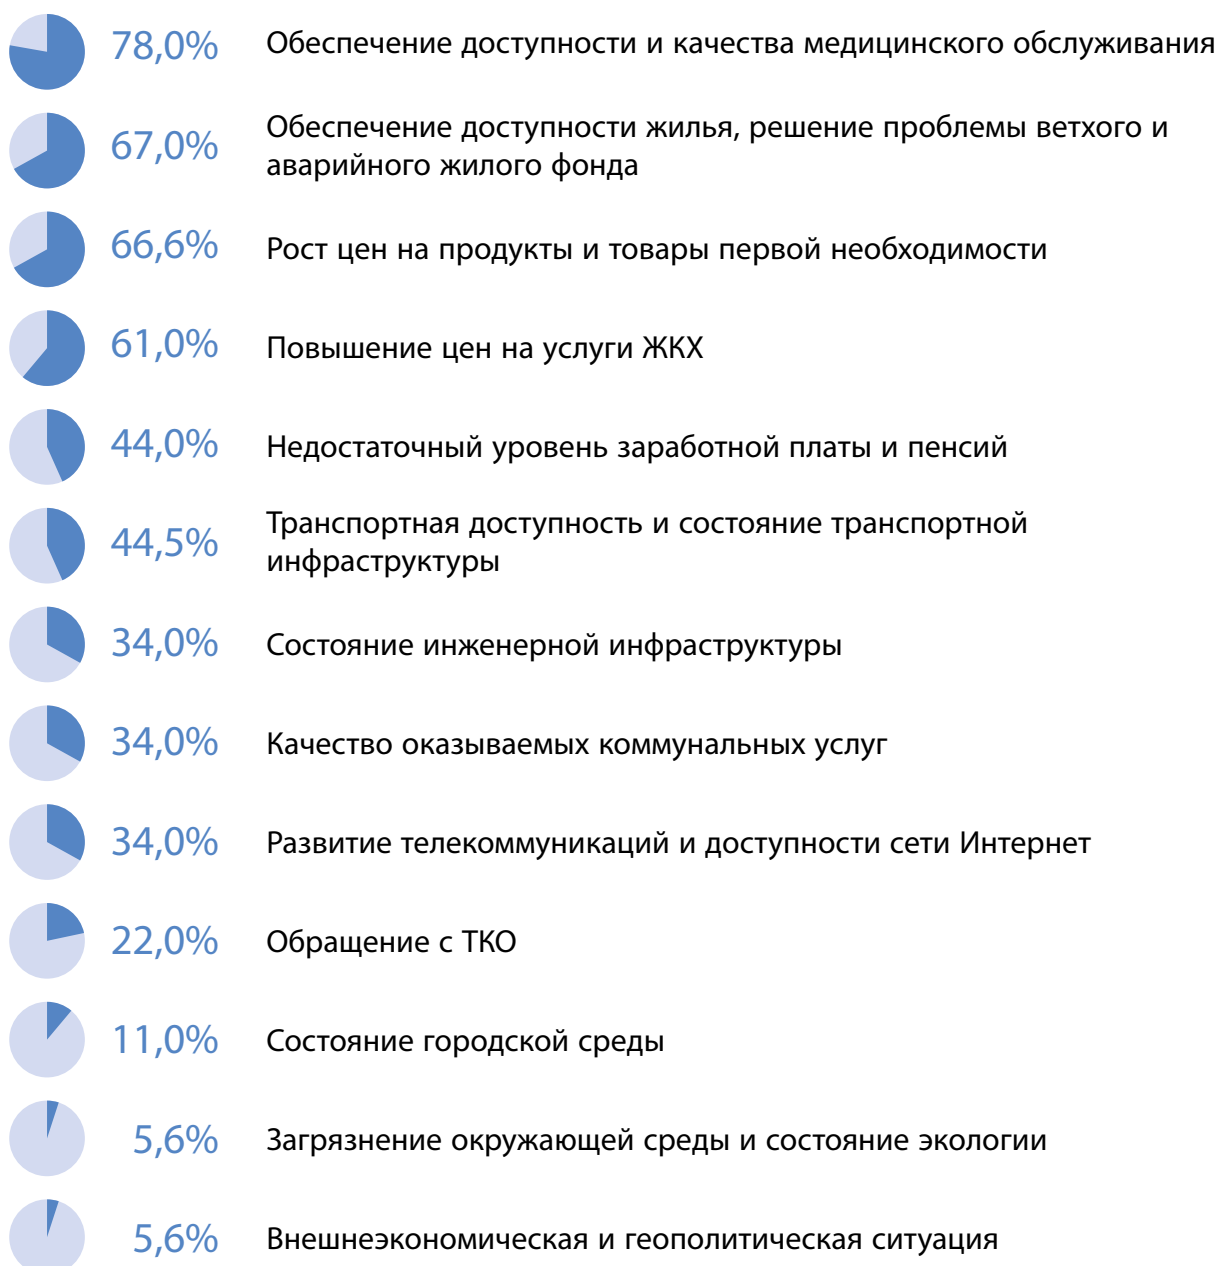 78,0% Обеспечение доступности и качества медицинского обслуживания
67,0% Обеспечение доступности жилья, решение проблемы ветхого и
аварийного жилого фонда
66,6% Рост цен на продукты и товары первой необходимости
61,0% Повышение цен на услуги ЖКХ
44,0% Недостаточный уровень заработной платы и пенсий
44,5% Транспортная доступность и состояние транспортной
инфраструктуры
34,0% Состояние инженерной инфраструктуры
34,0% Качество оказываемых коммунальных услуг
34,0% Развитие телекоммуникаций и доступности сети Интернет
22,0% Обращение с ТКО
11,0% Состояние городской среды
5,6% Загрязнение окружающей среды и состояние экологии
5,6% Внешнеэкономическая и геополитическая ситуация